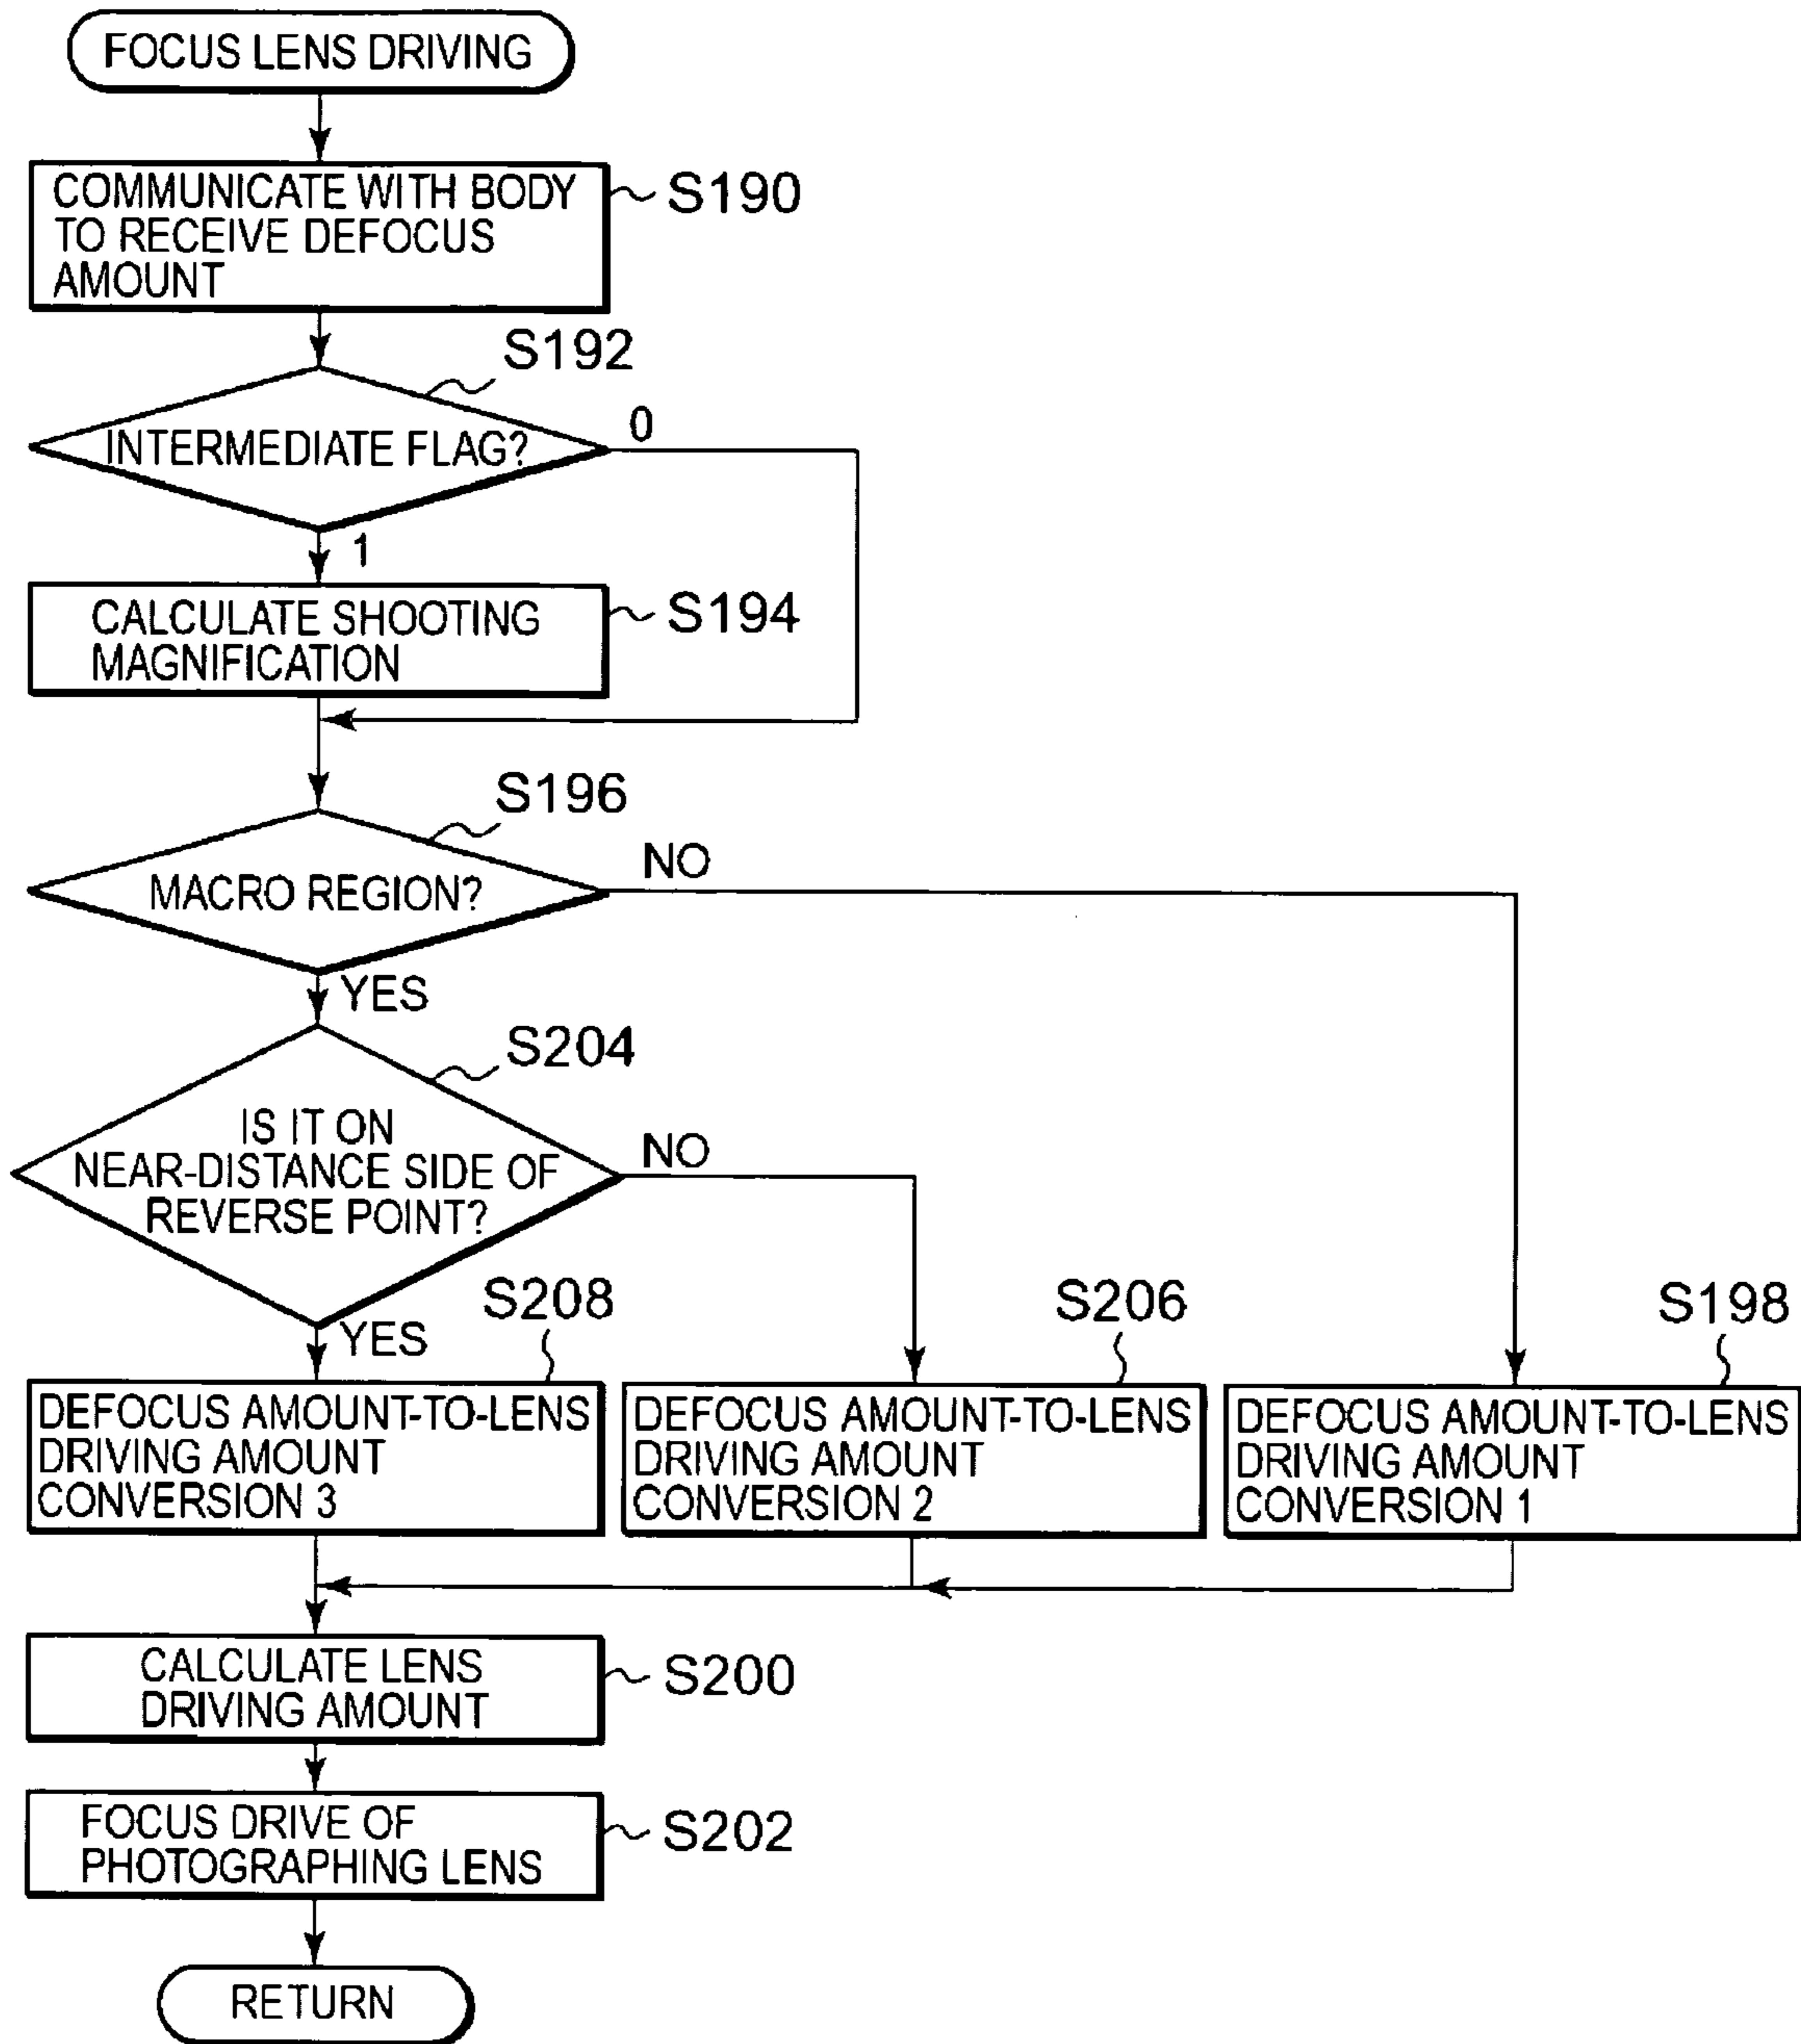 FOCUS LENS DRIVING
COMMUNICATE WITH BODY
TO RECEIVE DEFOCUS
AMOUNT
S190
S192
INTERMEDIATE FLAG?
0
1
CALCULATE SHOOTING
MAGNIFICATION
S194
S196
MACRO REGION?
NO
YES
S204
IS IT ON
NEAR-DISTANCE SIDE OF
REVERSE POINT?
NO
YES
S208
S206
S198
DEFOCUS AMOUNT-TO-LENS
DRIVING AMOUNT
CONVERSION 3
DEFOCUS AMOUNT-TO-LENS
DRIVING AMOUNT
CONVERSION 2
DEFOCUS AMOUNT-TO-LENS
DRIVING AMOUNT
CONVERSION 1
CALCULATE LENS
DRIVING AMOUNT
S200
FOCUS DRIVE OF
PHOTOGRAPHING LENS
S202
RETURN